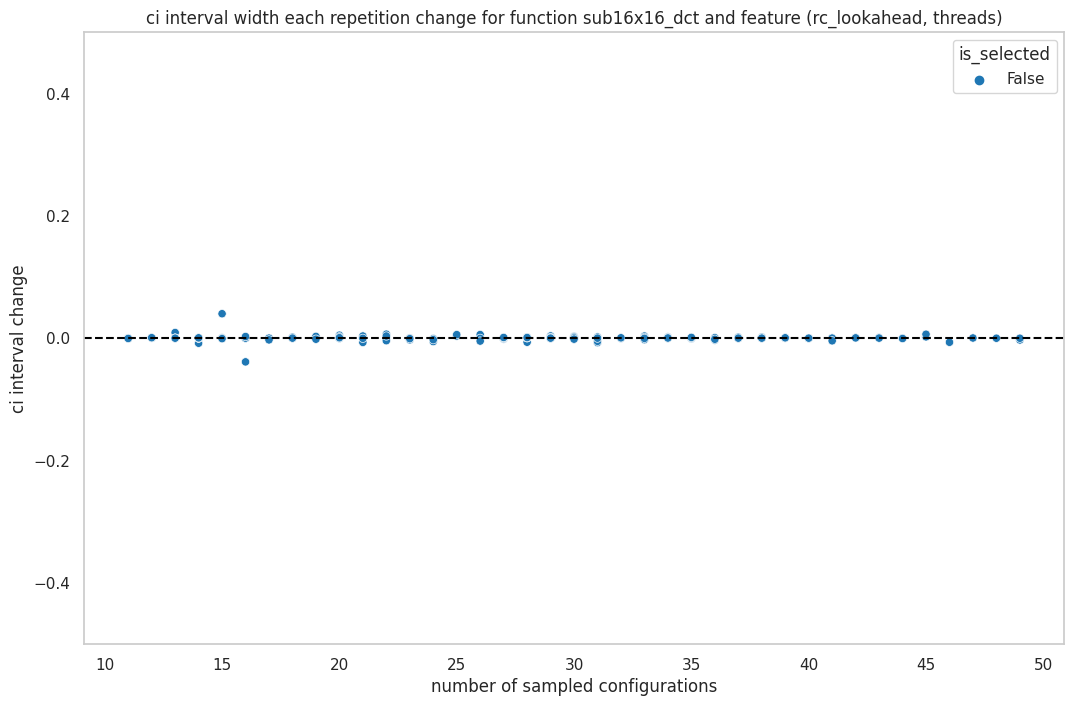 ci interval width each repetition change for function sub16x16_dct and feature (rc_lookahead, threads)
is_selected
False
ci interval change
0.4
0.2
0.0
−0.2
−0.4
10 15 20 25 30 35 40 45 50
number of sampled configurations